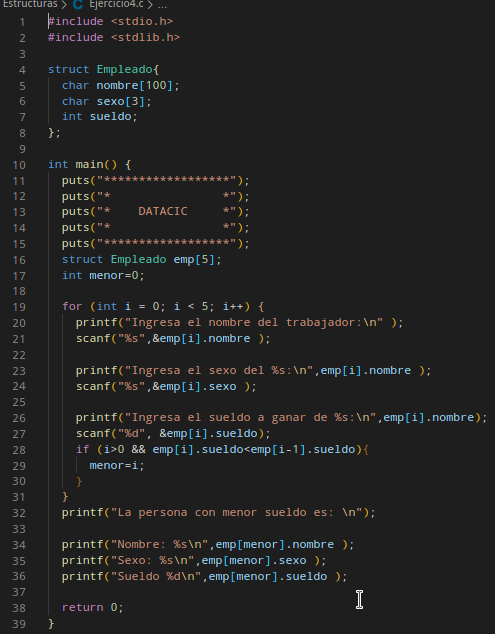 Estructuras > C Ejercicio4.c > ...
1 #include <stdio.h>
2 #include <stdlib.h>
3
4 struct Empleado{
5 char nombre[100];
6 char sexo[3];
7 int sueldo;
8 };
9
10 int main() {
11 puts("******************");
12 puts("*                *");
13 puts("*    DATACIC     *");
14 puts("*                *");
15 puts("******************");
16 struct Empleado emp[5];
17 int menor=0;
18
19 for (int i = 0; i < 5; i++) {
20 printf("Ingresa el nombre del trabajador:\n" );
21 scanf("%s",&emp[i].nombre );
22
23 printf("Ingresa el sexo del %s:\n",emp[i].nombre );
24 scanf("%s",&emp[i].sexo );
25
26 printf("Ingresa el sueldo a ganar de %s:\n",emp[i].nombre);
27 scanf("%d", &emp[i].sueldo);
28 if (i>0 && emp[i].sueldo<emp[i-1].sueldo){
29 menor=i;
30 }
31 }
32 printf("La persona con menor sueldo es: \n");
33
34 printf("Nombre: %s\n",emp[menor].nombre );
35 printf("Sexo: %s\n",emp[menor].sexo );
36 printf("Sueldo %d\n",emp[menor].sueldo );
37
38 return 0;
39 }